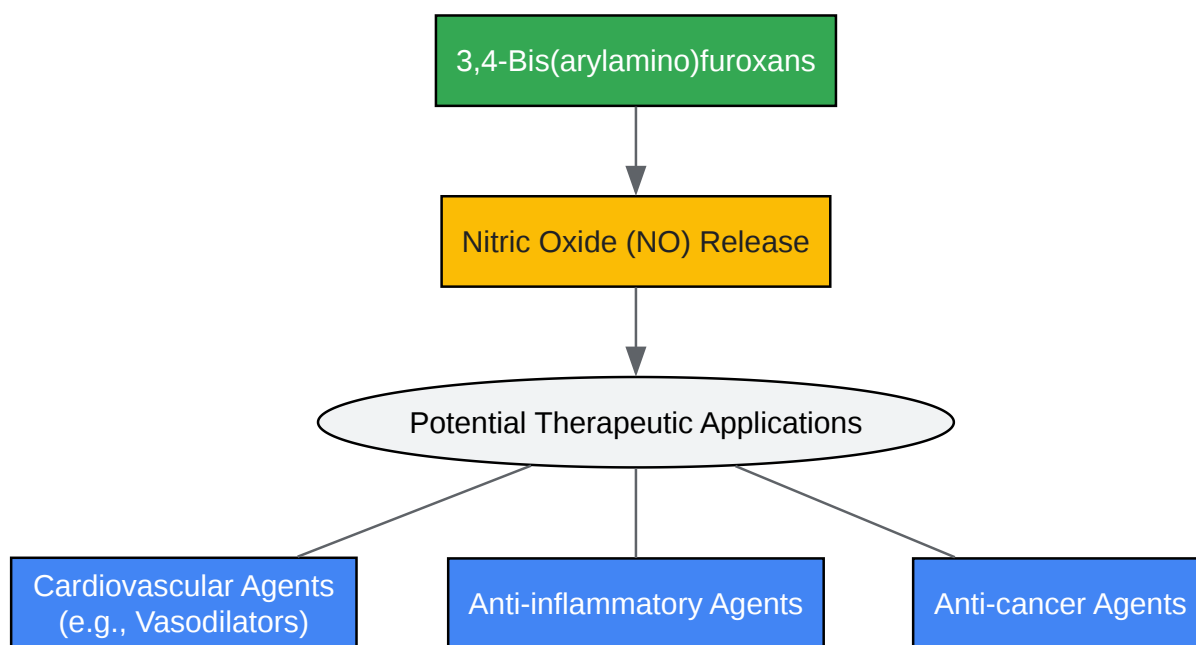 3,4-Bis(arylamino)furoxans
Nitric Oxide (NO) Release
Potential Therapeutic Applications
Cardiovascular Agents
(e.g., Vasodilators)
Anti-inflammatory Agents
Anti-cancer Agents